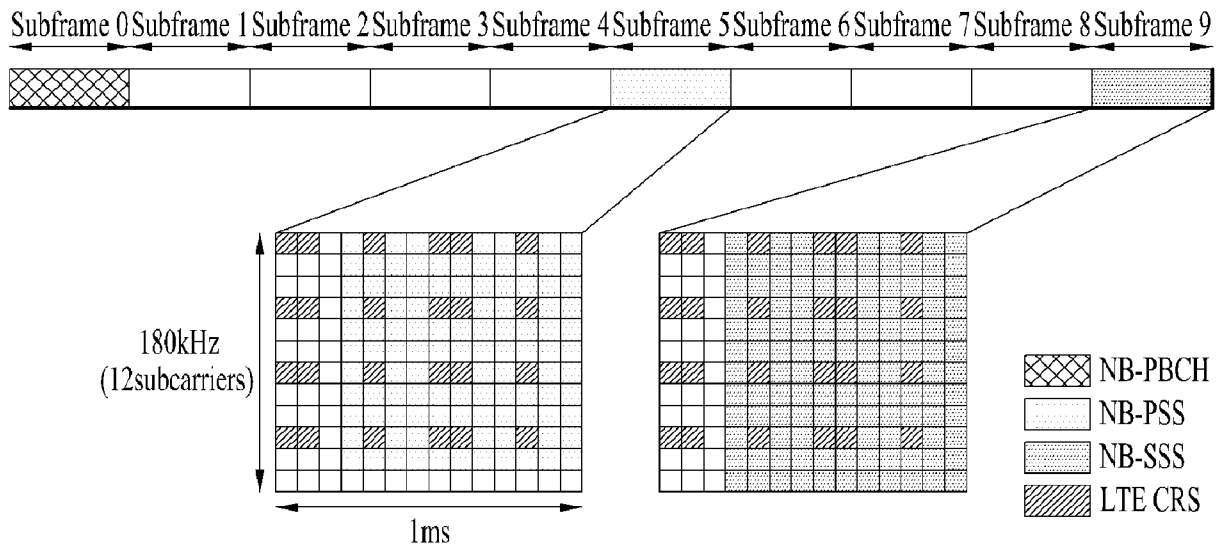 Subframe 0 Subframe 1 Subframe 2 Subframe 3 Subframe 4 Subframe 5 Subframe 6 Subframe 7 Subframe 8 Subframe 9
180kHz
(12subcarriers)
1ms
NB-PBCH
NB-PSS
NB-SSS
LTE CRS